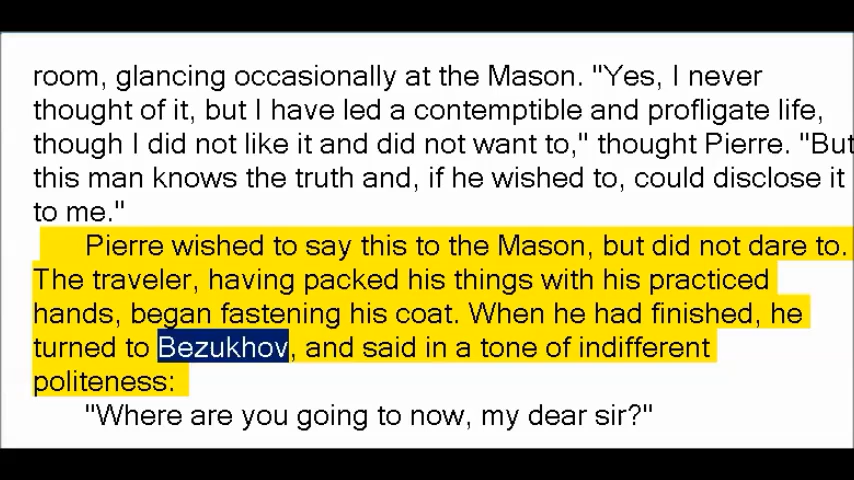 room, glancing occasionally at the Mason. "Yes, I never
thought of it, but I have led a contemptible and profligate life,
though I did not like it and did not want to," thought Pierre. "But
this man knows the truth and, if he wished to, could disclose it
to me."
Pierre wished to say this to the Mason, but did not dare to.
The traveler, having packed his things with his practiced
hands, began fastening his coat. When he had finished, he
turned to Bezukhov, and said in a tone of indifferent
politeness:
"Where are you going to now, my dear sir?"